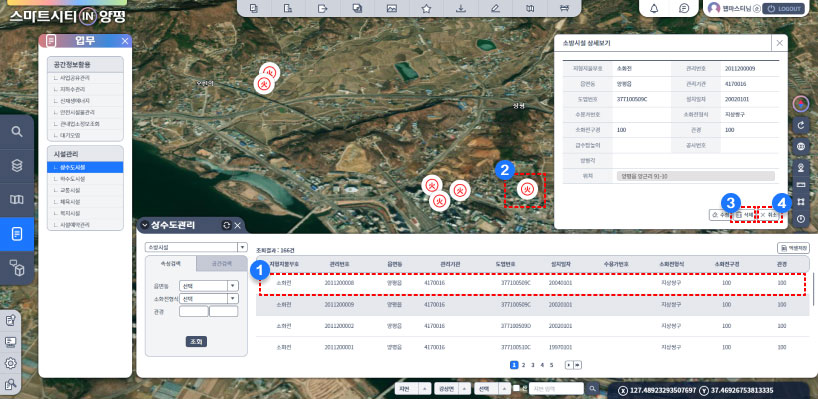 스마트시티 IN 양평
웹마스터님
LOGOUT
업무
공간정보활용
사업공유관리
지하수관리
신재생에너지
안전시설물관리
관내업소정보조회
대기오염
시설관리
상수도시설
하수도시설
교통시설
체육시설
복지시설
시설예약관리
소방시설 상세보기
지형지물부호 소화전 관리번호 2011200009
읍면동 양평읍 관리기관 4170016
도엽번호 377100509C 설치일자 20020101
수용가번호 소화전형식 지상쌍구
소화전구경 100 관경 100
급수탑높이 공사번호
방향각
위치 양평읍 양근리 91-10
2
3
4
수정 삭제 취소
상수도관리
소방시설
속성검색 공간검색
읍면동 선택
소화전형식 선택
관경
조회
조회결과 : 166건
엑셀저장
1
지형지물부호 관리번호 읍면동 관리기관 도엽번호 설치일자 수용가번호 소화전형식 소화전구경 관경
소화전 2011200008 양평읍 4170016 377100509C 20040101 지상쌍구 100 100
소화전 2011200009 양평읍 4170016 377100509C 20020101 지상쌍구 100 100
소화전 2011200002 양평읍 4170016 377100509D 20020101 지상쌍구 100 100
소화전 2011200001 양평읍 4170016 377100510C 19970101 지상쌍구 100 100
1 2 3 4 5
지번 강상면 선택 산 지번 검색
X 127.48923293507697 Y 37.46926753813335